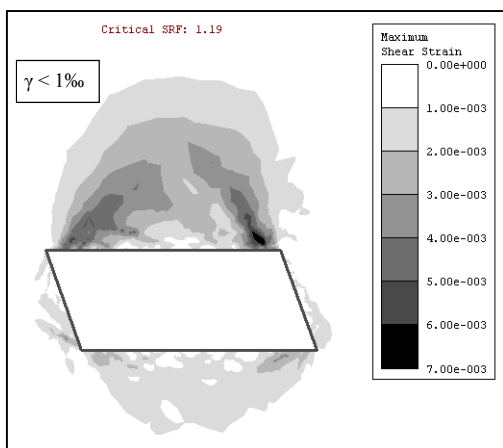 Critical SRF: 1.19
γ < 1‰
Maximum
Shear Strain
0.00e+000
1.00e-003
2.00e-003
3.00e-003
4.00e-003
5.00e-003
6.00e-003
7.00e-003